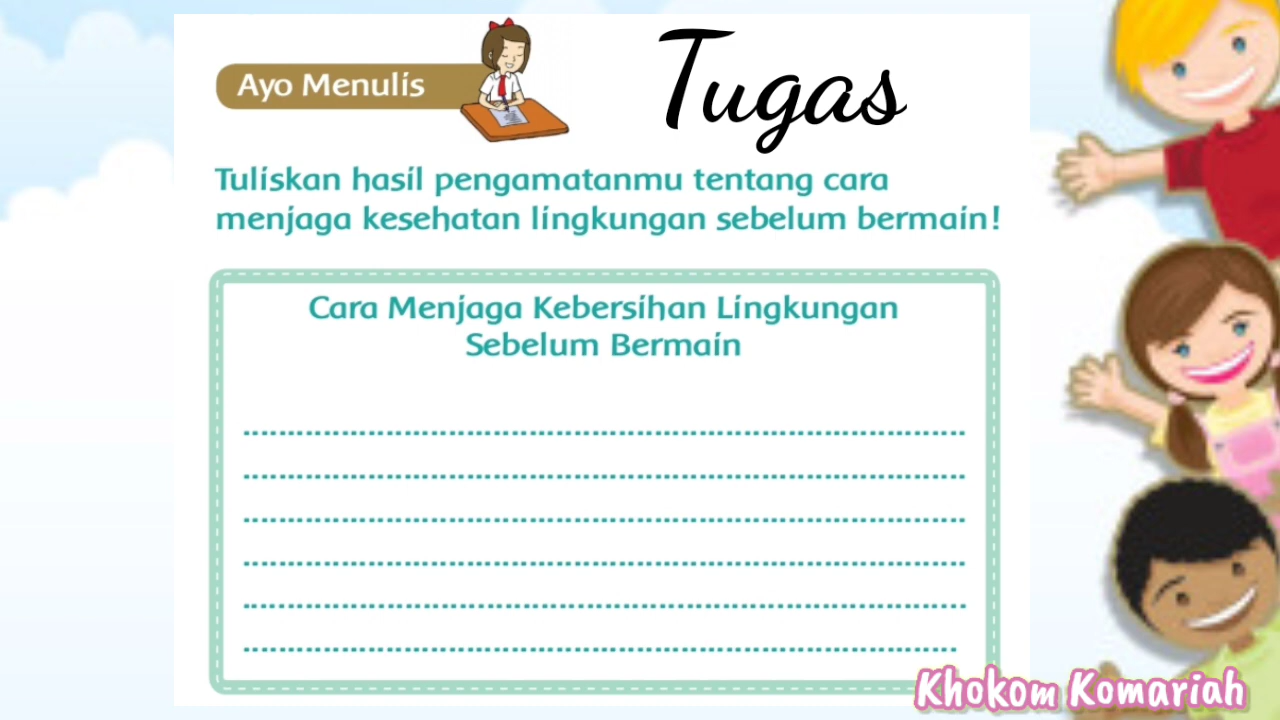 Ayo Menulis
Tugas
Tuliskan hasil pengamatanmu tentang cara
menjaga kesehatan lingkungan sebelum bermain!
Cara Menjaga Kebersihan Lingkungan
Sebelum Bermain
Khokom Komariah